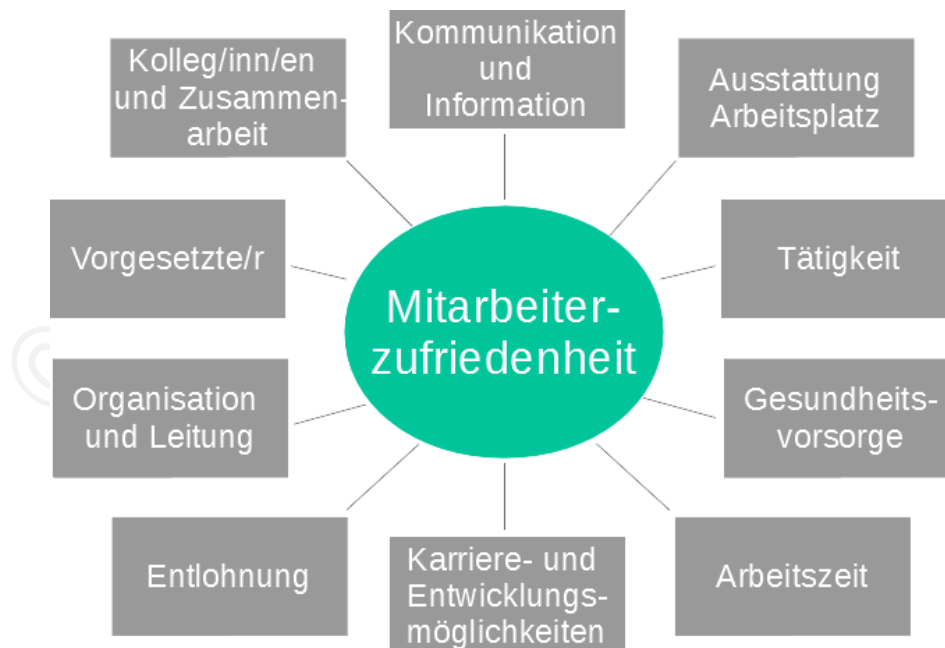 Kommunikation
und
Information
Kolleg/inn/en
und Zusammen-
arbeit
Ausstattung
Arbeitsplatz
Vorgesetzte/r
Tätigkeit
Mitarbeiter-
zufriedenheit
Organisation
und Leitung
Gesundheits-
vorsorge
Entlohnung
Karriere- und
Entwicklungs-
möglichkeiten
Arbeitszeit